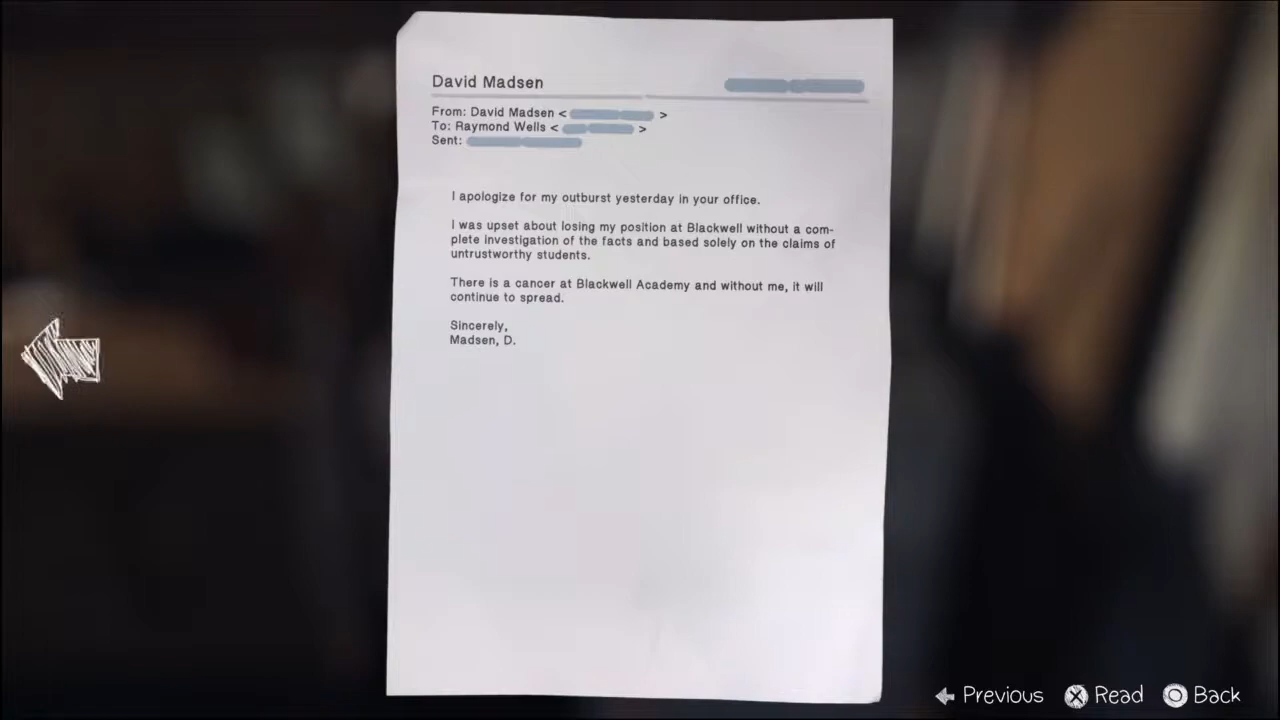 David Madsen
From: David Madsen < >
To: Raymond Wells < >
Sent:
I apologize for my outburst yesterday in your office.
I was upset about losing my position at Blackwell without a com-
plete investigation of the facts and based solely on the claims of
untrustworthy students.
There is a cancer at Blackwell Academy and without me, it will
continue to spread.
Sincerely,
Madsen, D.
Previous Read Back